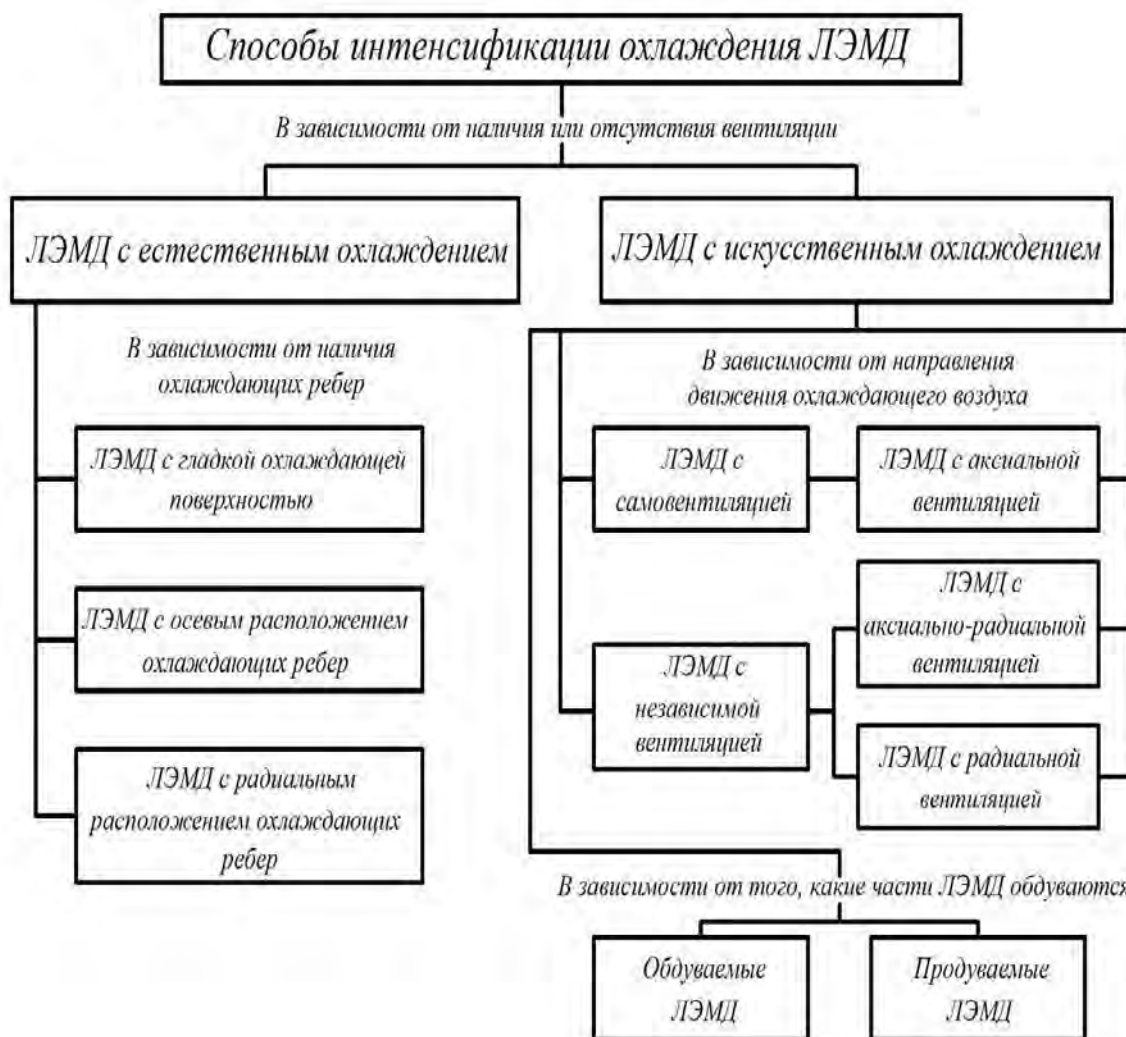 Способы интенсификации охлаждения ЛЭМД
В зависимости от наличия или отсутствия вентиляции
ЛЭМД с естественным охлаждением
ЛЭМД с искусственным охлаждением
В зависимости от наличия
охлаждающих ребер
ЛЭМД с гладкой охлаждающей
поверхностью
ЛЭМД с осевым расположением
охлаждающих ребер
ЛЭМД с радиальным
расположением охлаждающих
ребер
В зависимости от направления
движения охлаждающего воздуха
ЛЭМД с
самовентиляцией
ЛЭМД с аксиальной
вентиляцией
ЛЭМД с
независимой
вентиляцией
ЛЭМД с
аксиально-радиальной
вентиляцией
ЛЭМД с радиальной
вентиляцией
В зависимости от того, какие части ЛЭМД обдуваются
Обдуваемые
ЛЭМД
Продуваемые
ЛЭМД